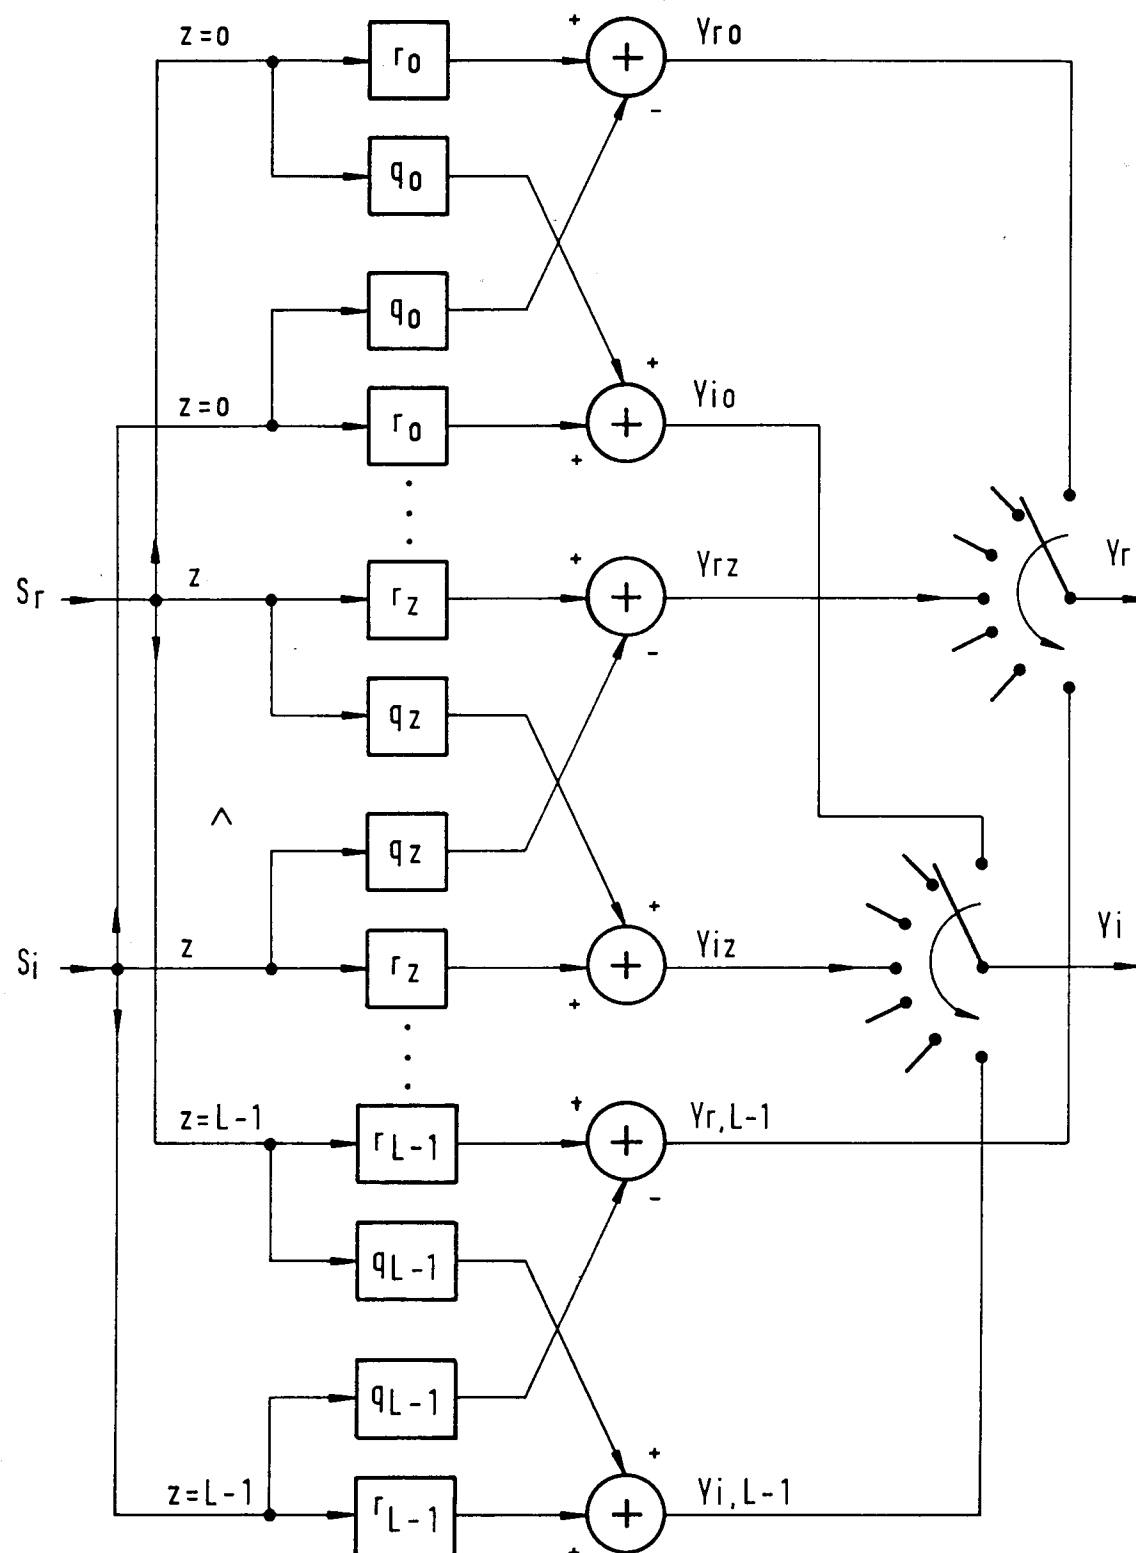 z=0 r0 + + Yr0
-
q0
q0
+
z=0 r0 + Yi0
+
Sr z rz + + Yrz Yr
-
qz
qz
+
Si z rz + Yiz Yi
+
z=L-1 rL-1 + + Yr,L-1
-
qL-1
qL-1
+
z=L-1 rL-1 + Yi,L-1
+